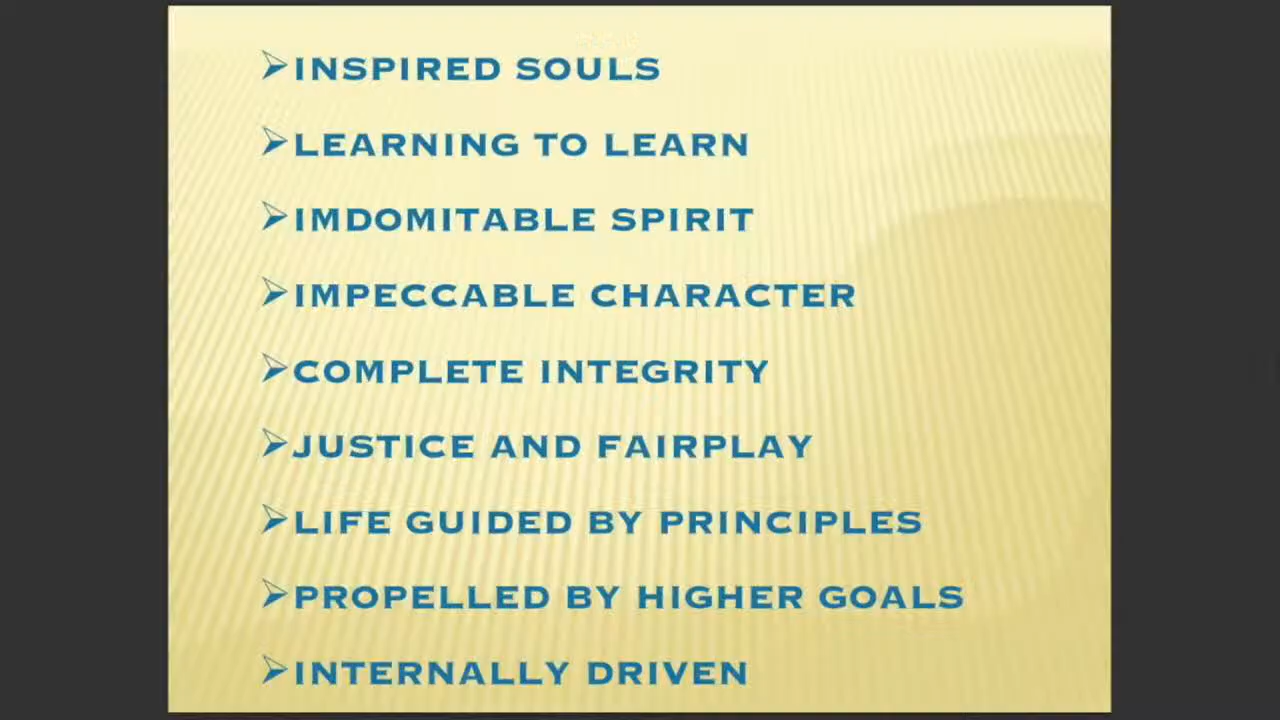 ➢INSPIRED SOULS
➢LEARNING TO LEARN
➢IMDOMITABLE SPIRIT
➢IMPECCABLE CHARACTER
➢COMPLETE INTEGRITY
➢JUSTICE AND FAIRPLAY
➢LIFE GUIDED BY PRINCIPLES
➢PROPELLED BY HIGHER GOALS
➢INTERNALLY DRIVEN